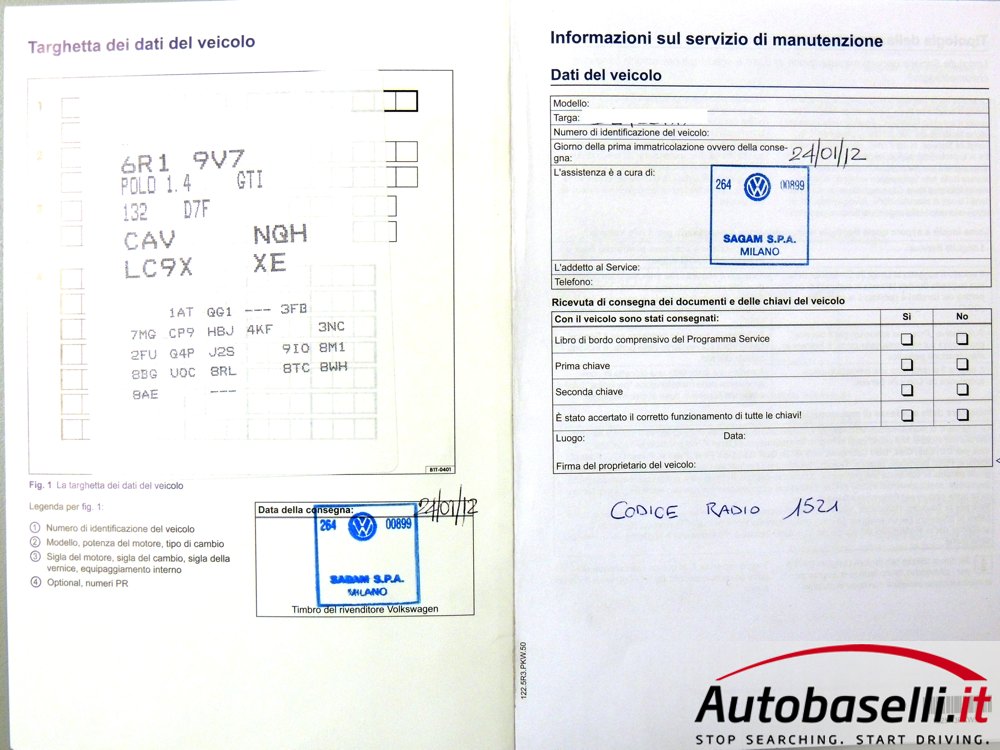 Targhetta dei dati del veicolo
6R1 9V7
POLO 1.4 GTI
132 D7F
CAV NQH
LC9X XE
1AT QG1 --- 3FB
7MG CP9 HBJ 4KF 3NC
2FU Q4P J2S 9IO 8M1
8BG UOC 8RL 8TC 8WH
8AE ---
B1T-0401
Fig. 1 La targhetta dei dati del veicolo
Legenda per fig. 1:
1 Numero di identificazione del veicolo
2 Modello, potenza del motore, tipo di cambio
3 Sigla del motore, sigla del cambio, sigla della
vernice, equipaggiamento interno
4 Optional, numeri PR
Data della consegna: 24/01/12
264 00899
SAGAM S.P.A.
MILANO
Timbro del rivenditore Volkswagen
Informazioni sul servizio di manutenzione
Dati del veicolo
Modello:
Targa:
Numero di identificazione del veicolo:
Giorno della prima immatricolazione ovvero della conse-
gna: 24/01/12
L'assistenza è a cura di:
264 00899
SAGAM S.P.A.
MILANO
L'addetto al Service:
Telefono:
Ricevuta di consegna dei documenti e delle chiavi del veicolo
Con il veicolo sono stati consegnati: Sì No
Libro di bordo comprensivo del Programma Service
Prima chiave
Seconda chiave
È stato accertato il corretto funzionamento di tutte le chiavi!
Luogo: Data:
Firma del proprietario del veicolo:
CODICE RADIO 1521
122.5R3.PKW.50
Autobaselli.it
STOP SEARCHING. START DRIVING.